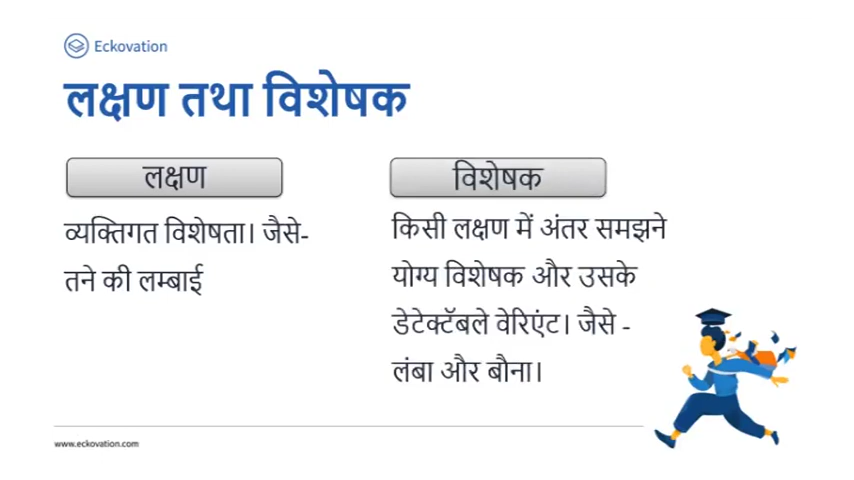 Eckovation
लक्षण तथा विशेषक
लक्षण
व्यक्तिगत विशेषता। जैसे-
तने की लम्बाई
विशेषक
किसी लक्षण में अंतर समझने
योग्य विशेषक और उसके
डेटेक्टॅबले वेरिएंट। जैसे -
लंबा और बौना।
www.eckovation.com